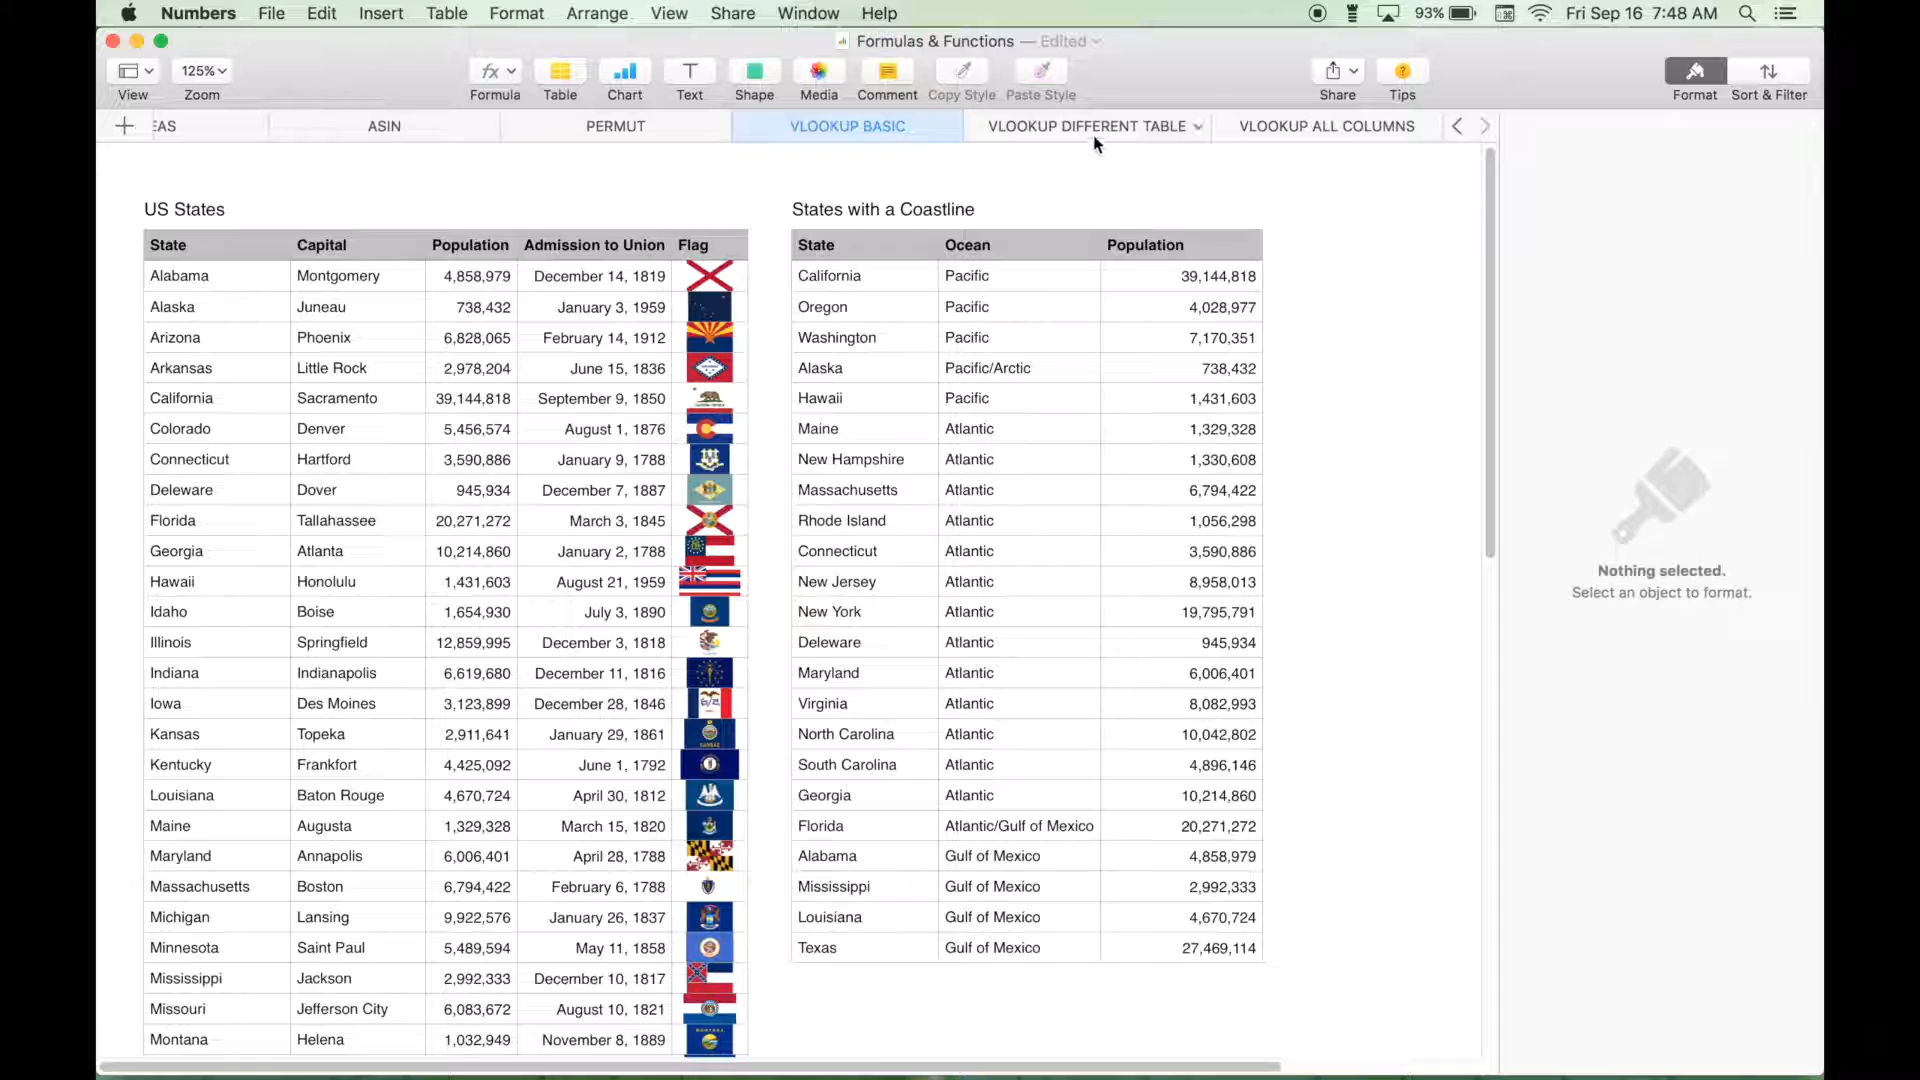 Numbers File Edit Insert Table Format Arrange View Share Window Help 93% Fri Sep 16 7:48 AM
Formulas & Functions — Edited
125%
View Zoom Formula Table Chart Text Shape Media Comment Copy Style Paste Style Share Tips Format Sort & Filter
EAS ASIN PERMUT VLOOKUP BASIC VLOOKUP DIFFERENT TABLE VLOOKUP ALL COLUMNS
US States
State Capital Population Admission to Union Flag
Alabama Montgomery 4,858,979 December 14, 1819
Alaska Juneau 738,432 January 3, 1959
Arizona Phoenix 6,828,065 February 14, 1912
Arkansas Little Rock 2,978,204 June 15, 1836
California Sacramento 39,144,818 September 9, 1850
Colorado Denver 5,456,574 August 1, 1876
Connecticut Hartford 3,590,886 January 9, 1788
Deleware Dover 945,934 December 7, 1887
Florida Tallahassee 20,271,272 March 3, 1845
Georgia Atlanta 10,214,860 January 2, 1788
Hawaii Honolulu 1,431,603 August 21, 1959
Idaho Boise 1,654,930 July 3, 1890
Illinois Springfield 12,859,995 December 3, 1818
Indiana Indianapolis 6,619,680 December 11, 1816
Iowa Des Moines 3,123,899 December 28, 1846
Kansas Topeka 2,911,641 January 29, 1861
Kentucky Frankfort 4,425,092 June 1, 1792
Louisiana Baton Rouge 4,670,724 April 30, 1812
Maine Augusta 1,329,328 March 15, 1820
Maryland Annapolis 6,006,401 April 28, 1788
Massachusetts Boston 6,794,422 February 6, 1788
Michigan Lansing 9,922,576 January 26, 1837
Minnesota Saint Paul 5,489,594 May 11, 1858
Mississippi Jackson 2,992,333 December 10, 1817
Missouri Jefferson City 6,083,672 August 10, 1821
Montana Helena 1,032,949 November 8, 1889
States with a Coastline
State Ocean Population
California Pacific 39,144,818
Oregon Pacific 4,028,977
Washington Pacific 7,170,351
Alaska Pacific/Arctic 738,432
Hawaii Pacific 1,431,603
Maine Atlantic 1,329,328
New Hampshire Atlantic 1,330,608
Massachusetts Atlantic 6,794,422
Rhode Island Atlantic 1,056,298
Connecticut Atlantic 3,590,886
New Jersey Atlantic 8,958,013
New York Atlantic 19,795,791
Deleware Atlantic 945,934
Maryland Atlantic 6,006,401
Virginia Atlantic 8,082,993
North Carolina Atlantic 10,042,802
South Carolina Atlantic 4,896,146
Georgia Atlantic 10,214,860
Florida Atlantic/Gulf of Mexico 20,271,272
Alabama Gulf of Mexico 4,858,979
Mississippi Gulf of Mexico 2,992,333
Louisiana Gulf of Mexico 4,670,724
Texas Gulf of Mexico 27,469,114
Nothing selected.
Select an object to format.